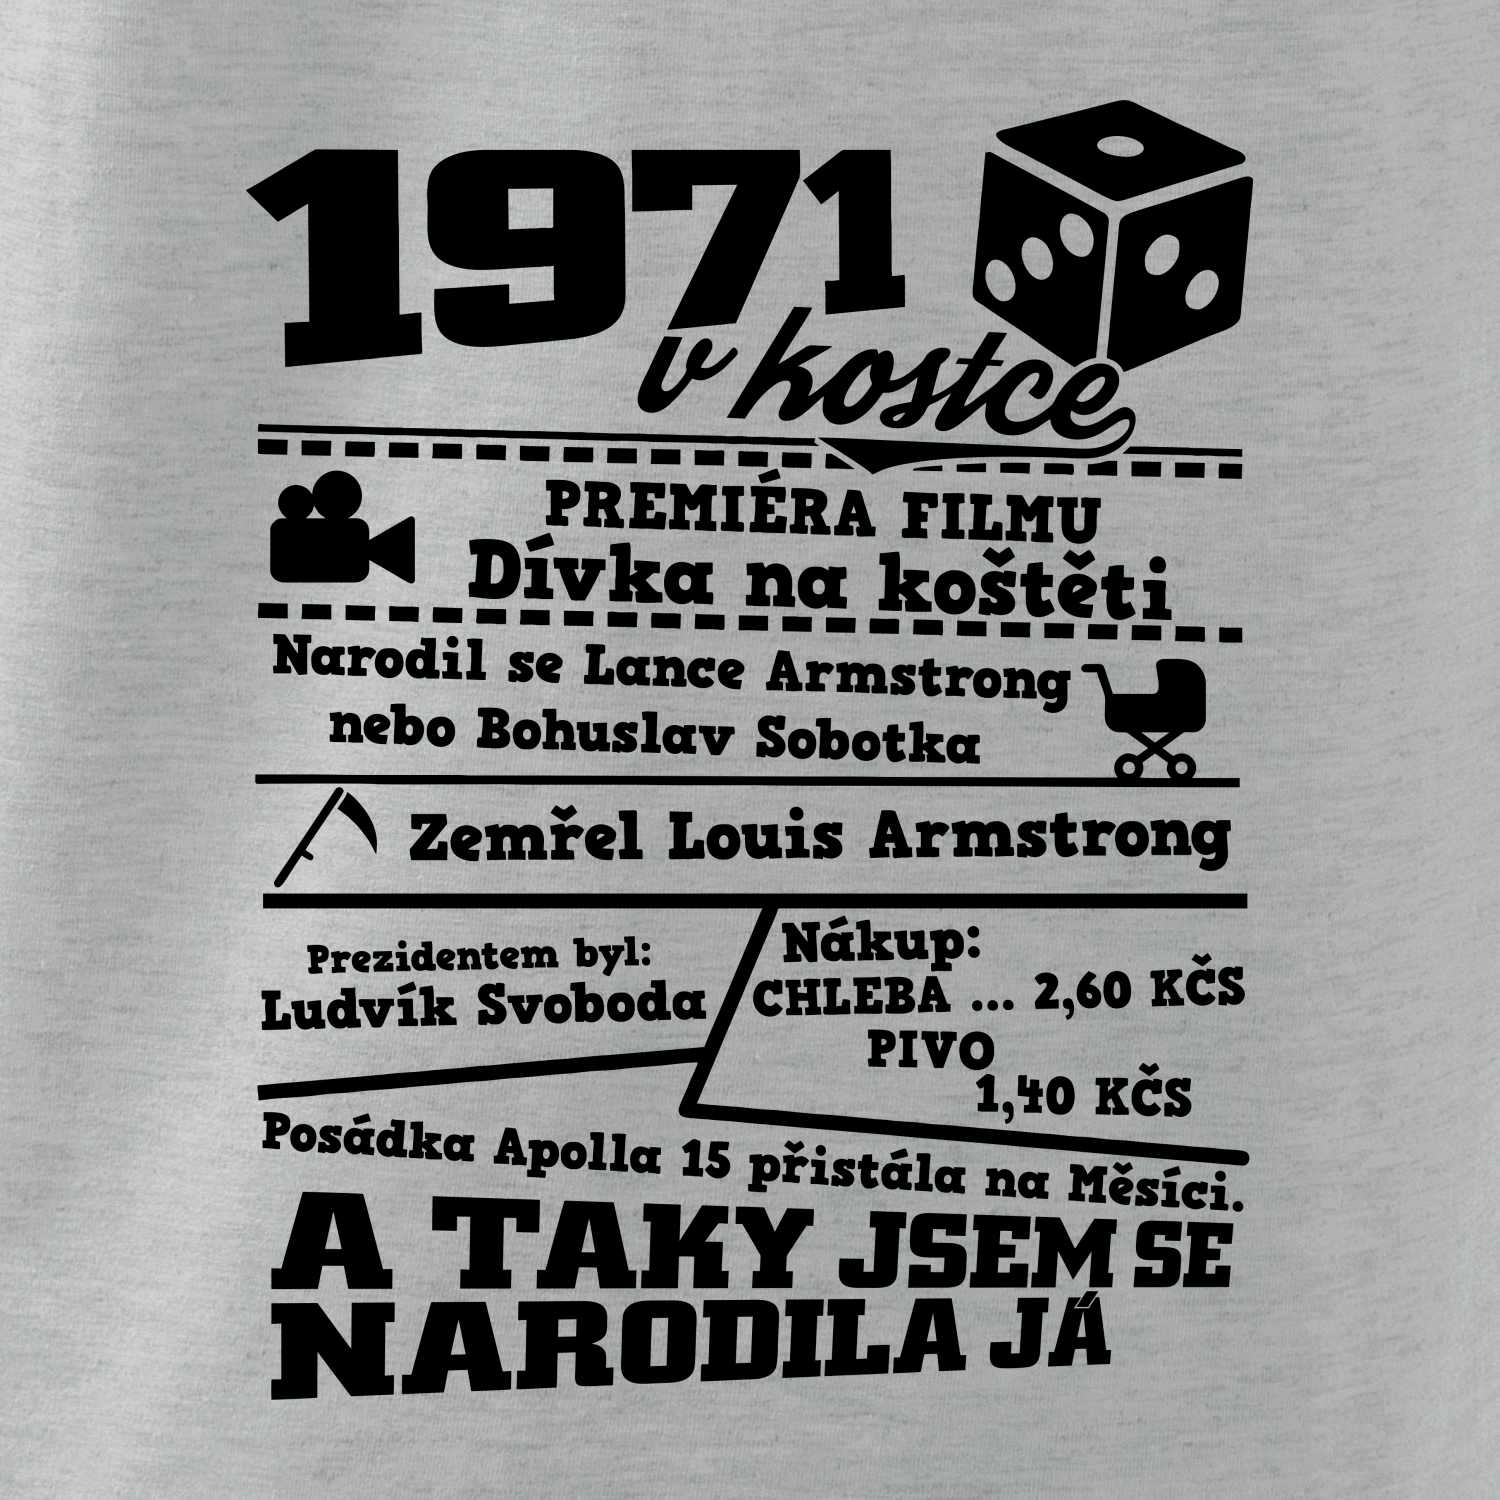 1971
v kostce
PREMIÉRA FILMU
Dívka na koštěti
Narodil se Lance Armstrong
nebo Bohuslav Sobotka
Zemřel Louis Armstrong
Prezidentem byl:
Ludvík Svoboda
Nákup:
CHLEBA ... 2,60 KČS
PIVO
1,40 KČS
Posádka Apolla 15 přistála na Měsíci.
A TAKY JSEM SE
NARODILA JÁ